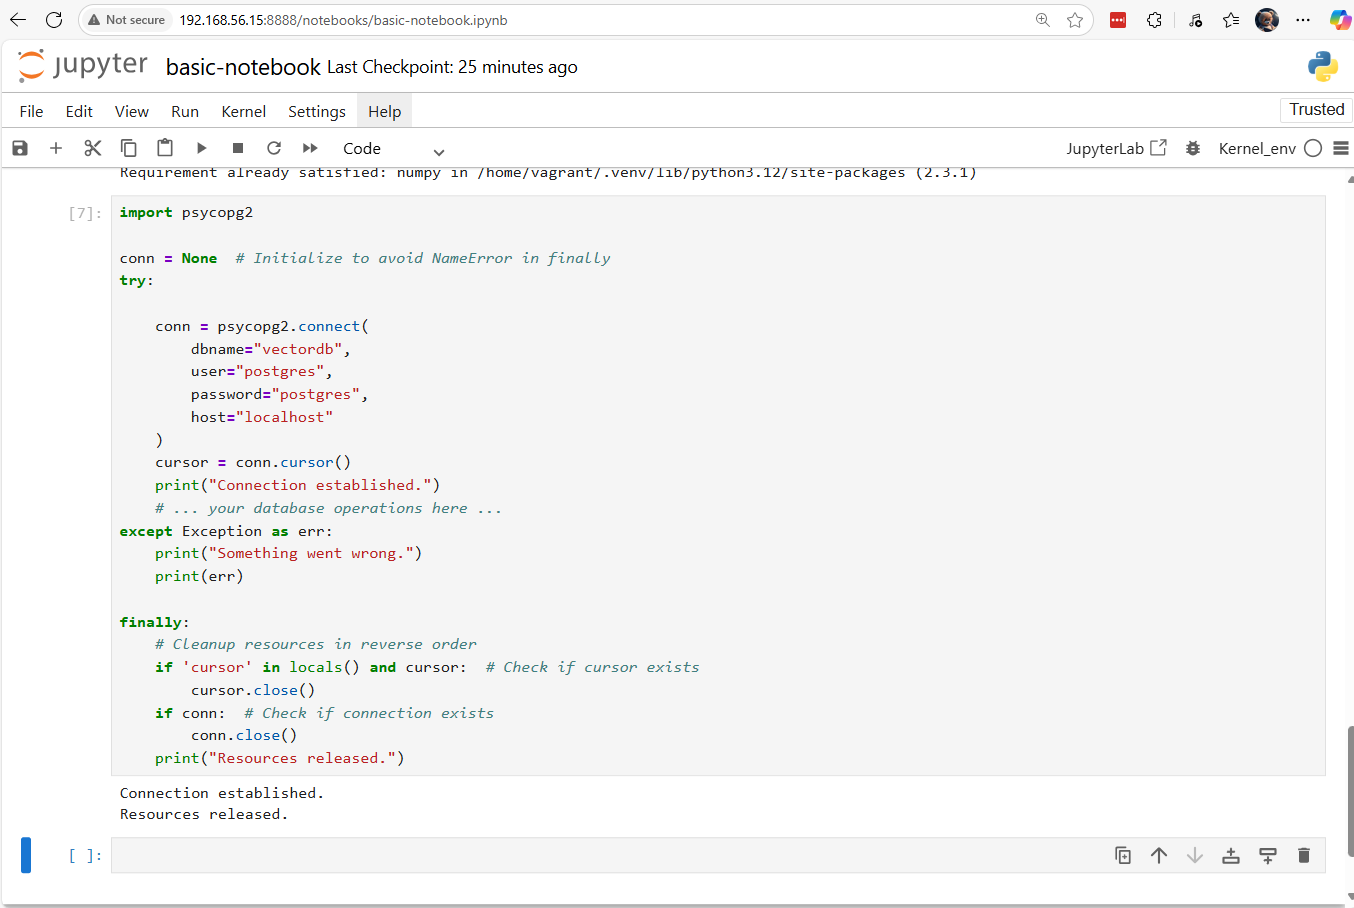 Not secure 192.168.56.15:8888/notebooks/basic-notebook.ipynb
jupyter basic-notebook Last Checkpoint: 25 minutes ago
File Edit View Run Kernel Settings Help Trusted
Code JupyterLab Kernel_env
Requirement already satisfied: numpy in /home/vagrant/.venv/lib/python3.12/site-packages (2.3.1)
[7]: import psycopg2
conn = None  # Initialize to avoid NameError in finally
try:
    conn = psycopg2.connect(
        dbname="vectordb",
        user="postgres",
        password="postgres",
        host="localhost"
    )
    cursor = conn.cursor()
    print("Connection established.")
    # ... your database operations here ...
except Exception as err:
    print("Something went wrong.")
    print(err)
finally:
    # Cleanup resources in reverse order
    if 'cursor' in locals() and cursor:  # Check if cursor exists
        cursor.close()
    if conn:  # Check if connection exists
        conn.close()
    print("Resources released.")
Connection established.
Resources released.
[ ]: